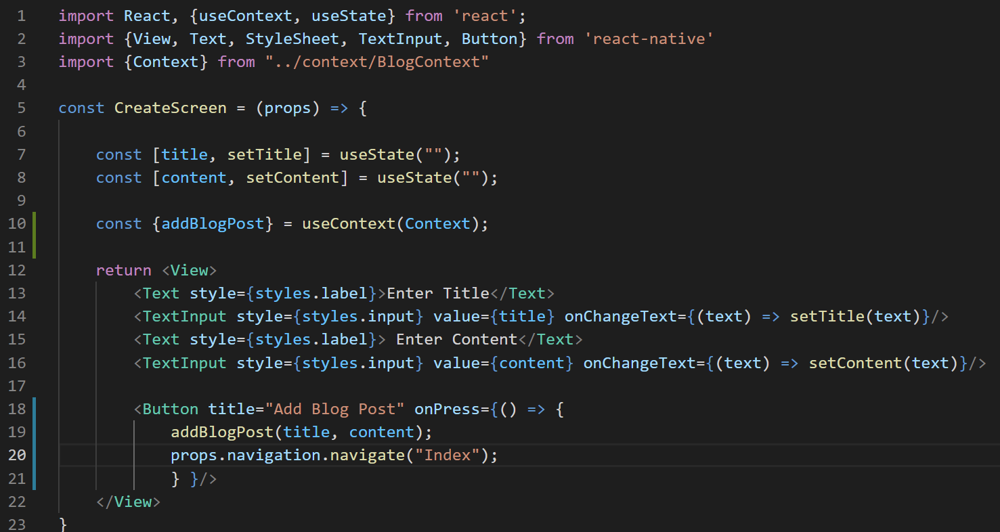 1 import React, {useContext, useState} from 'react';
2 import {View, Text, StyleSheet, TextInput, Button} from 'react-native'
3 import {Context} from "../context/BlogContext"
4
5 const CreateScreen = (props) => {
6
7     const [title, setTitle] = useState("");
8     const [content, setContent] = useState("");
9
10     const {addBlogPost} = useContext(Context);
11
12     return <View>
13         <Text style={styles.label}>Enter Title</Text>
14         <TextInput style={styles.input} value={title} onChangeText={(text) => setTitle(text)}/>
15         <Text style={styles.label}> Enter Content</Text>
16         <TextInput style={styles.input} value={content} onChangeText={(text) => setContent(text)}/>
17
18         <Button title="Add Blog Post" onPress={() => {
19             addBlogPost(title, content);
20             props.navigation.navigate("Index");
21             } }/>
22     </View>
23 }